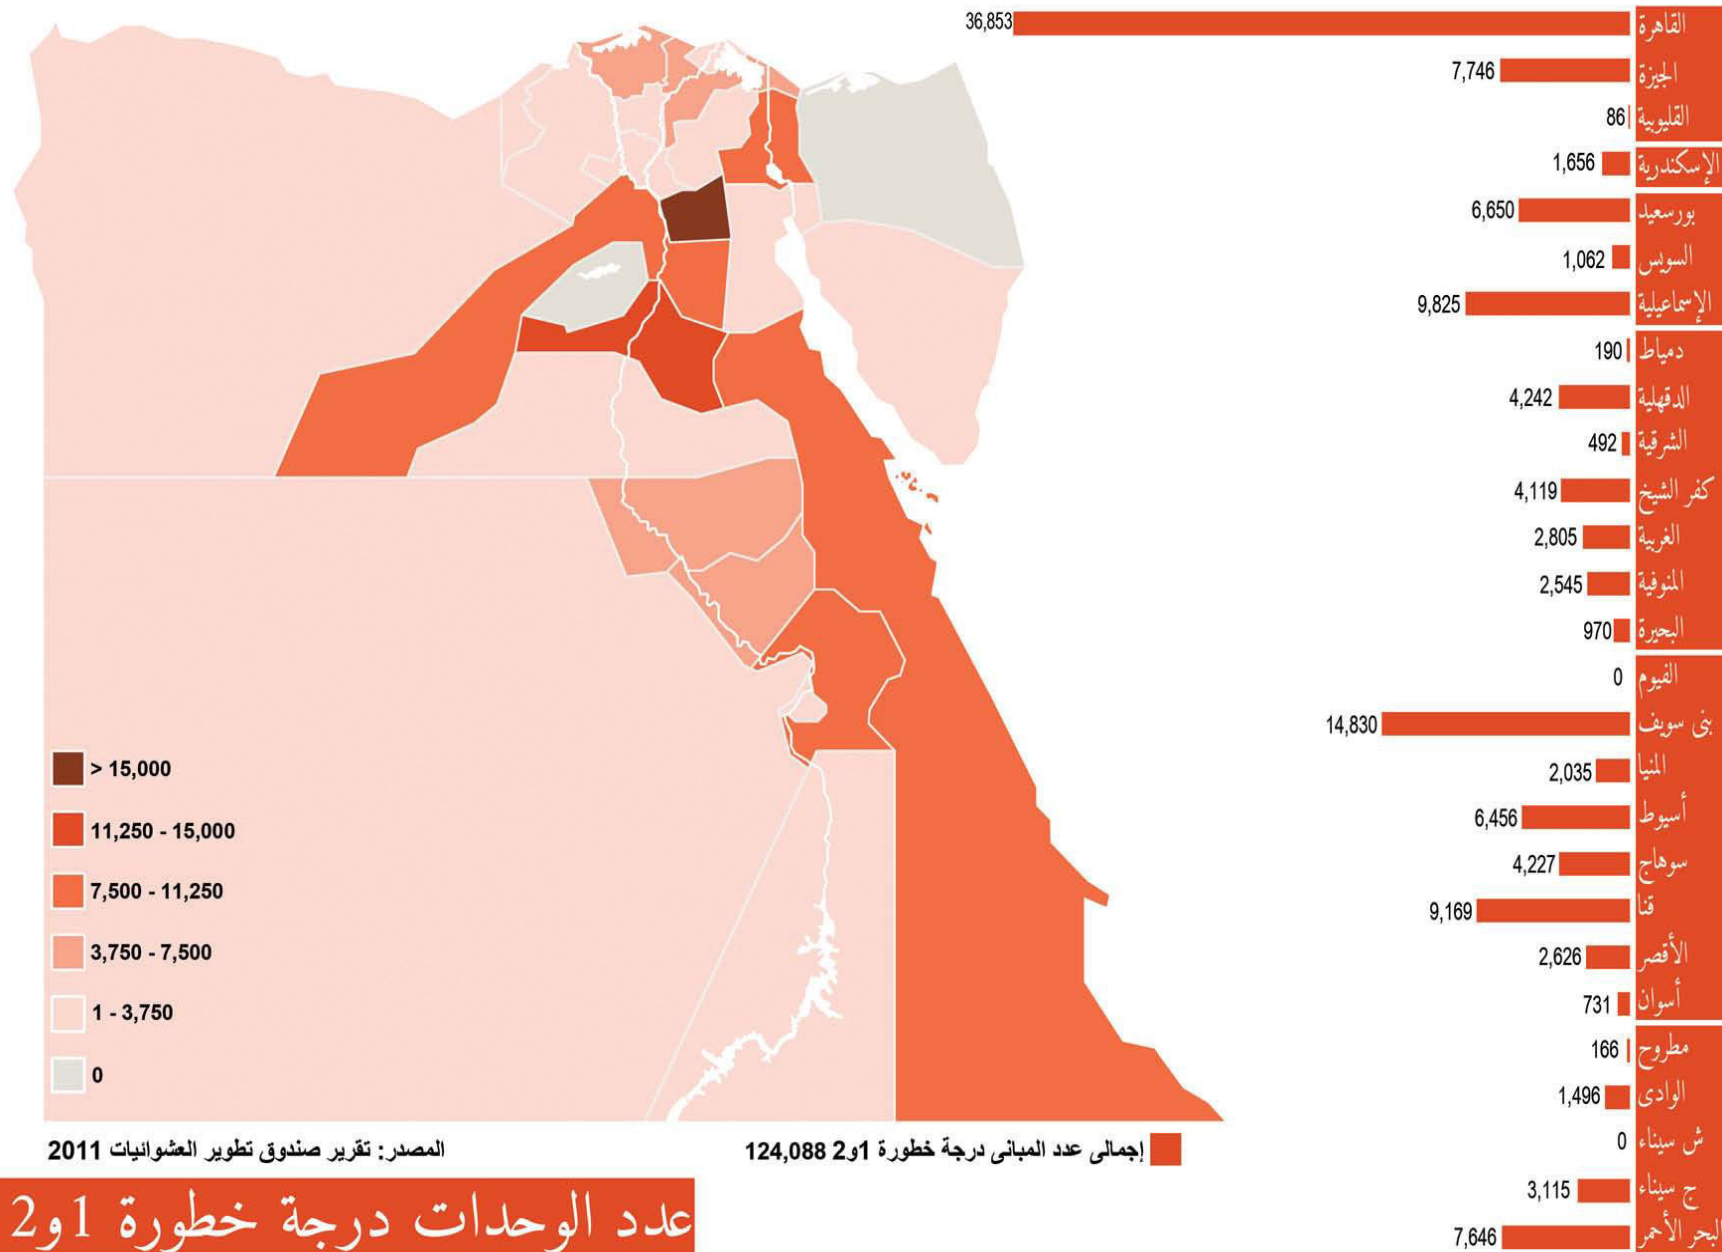 القاهرة 36,853
الجيزة 7,746
القليوبية 86
الإسكندرية 1,656
بورسعيد 6,650
السويس 1,062
الإسماعيلية 9,825
دمياط 190
الدقهلية 4,242
الشرقية 492
كفر الشيخ 4,119
الغربية 2,805
المنوفية 2,545
البحيرة 970
الفيوم 0
بنى سويف 14,830
المنيا 2,035
أسيوط 6,456
سوهاج 4,227
قنا 9,169
الأقصر 2,626
أسوان 731
مطروح 166
الوادى 1,496
ش سيناء 0
ج سيناء 3,115
البحر الأحمر 7,646
> 15,000
11,250 - 15,000
7,500 - 11,250
3,750 - 7,500
1 - 3,750
0
إجمالى عدد المبانى درجة خطورة 1و2 124,088
المصدر: تقرير صندوق تطوير العشوائيات 2011
عدد الوحدات درجة خطورة 1و2